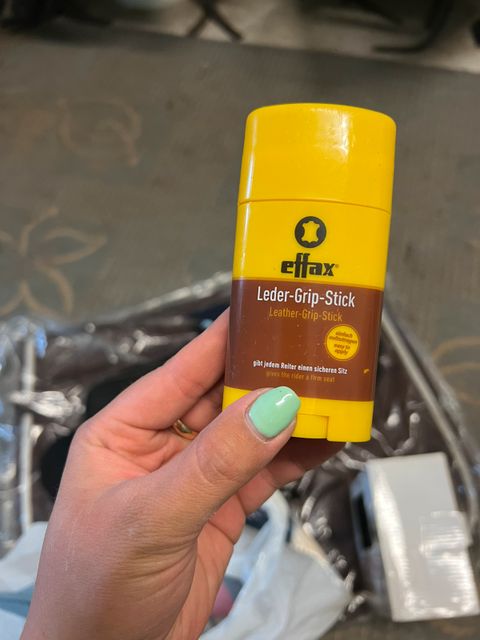 effax®
Leder-Grip-Stick
Leather-Grip-Stick
einfach
aufzutragen
easy to
apply
gibt jedem Reiter einen sicheren Sitz
gives the rider a firm seat